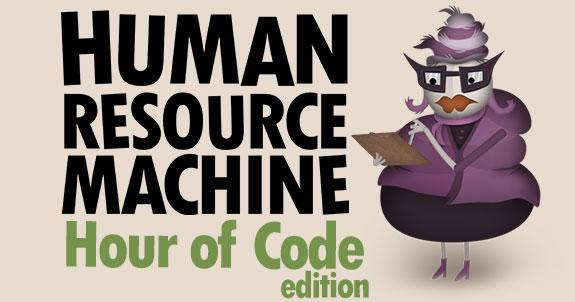 HUMAN
RESOURCE
MACHINE
Hour of Code
edition